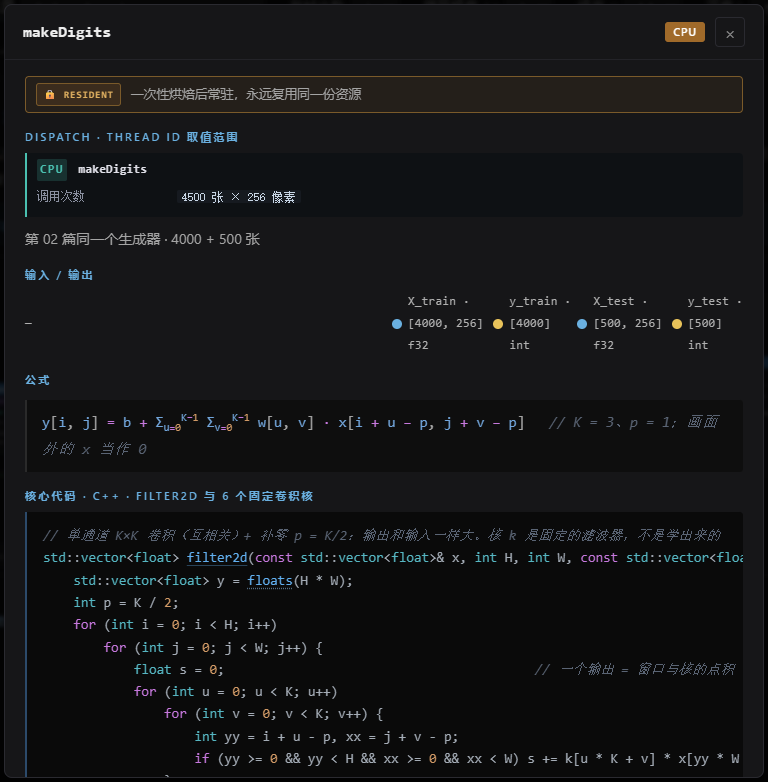 makeDigits
CPU
×
RESIDENT 一次性烘焙后常驻，永远复用同一份资源
DISPATCH · THREAD ID 取值范围
CPU makeDigits
调用次数 4500 张 × 256 像素
第 02 篇同一个生成器 · 4000 + 500 张
输入 / 输出
—
X_train · [4000, 256] f32
y_train · [4000] int
X_test · [500, 256] f32
y_test · [500] int
公式
y[i, j] = b + Σu=0K−1 Σv=0K−1 w[u, v] · x[i + u − p, j + v − p] // K = 3、p = 1；画面
外的 x 当作 0
核心代码 · C++ · FILTER2D 与 6 个固定卷积核
// 单通道 K×K 卷积（互相关）+ 补零 p = K/2：输出和输入一样大。核 k 是固定的滤波器，不是学出来的
std::vector<float> filter2d(const std::vector<float>& x, int H, int W, const std::vector<floa
std::vector<float> y = floats(H * W);
int p = K / 2;
for (int i = 0; i < H; i++)
for (int j = 0; j < W; j++) {
float s = 0; // 一个输出 = 窗口与核的点积
for (int u = 0; u < K; u++)
for (int v = 0; v < K; v++) {
int yy = i + u - p, xx = j + v - p;
if (yy >= 0 && yy < H && xx >= 0 && xx < W) s += k[u * K + v] * x[yy * W
}